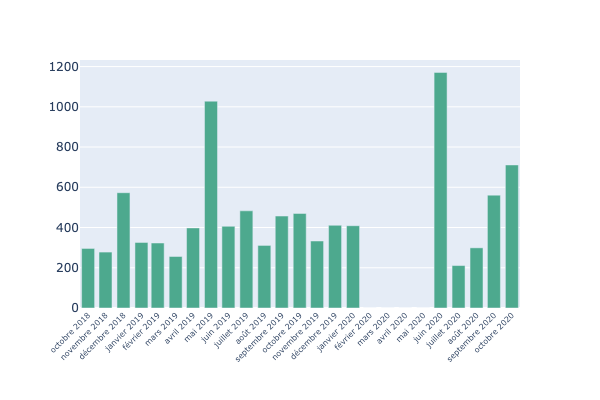 1200
1000
800
600
400
200
0
octobre 2018
novembre 2018
décembre 2018
janvier 2019
février 2019
mars 2019
avril 2019
mai 2019
juin 2019
juillet 2019
août 2019
septembre 2019
octobre 2019
novembre 2019
décembre 2019
janvier 2020
février 2020
mars 2020
avril 2020
mai 2020
juin 2020
juillet 2020
août 2020
septembre 2020
octobre 2020